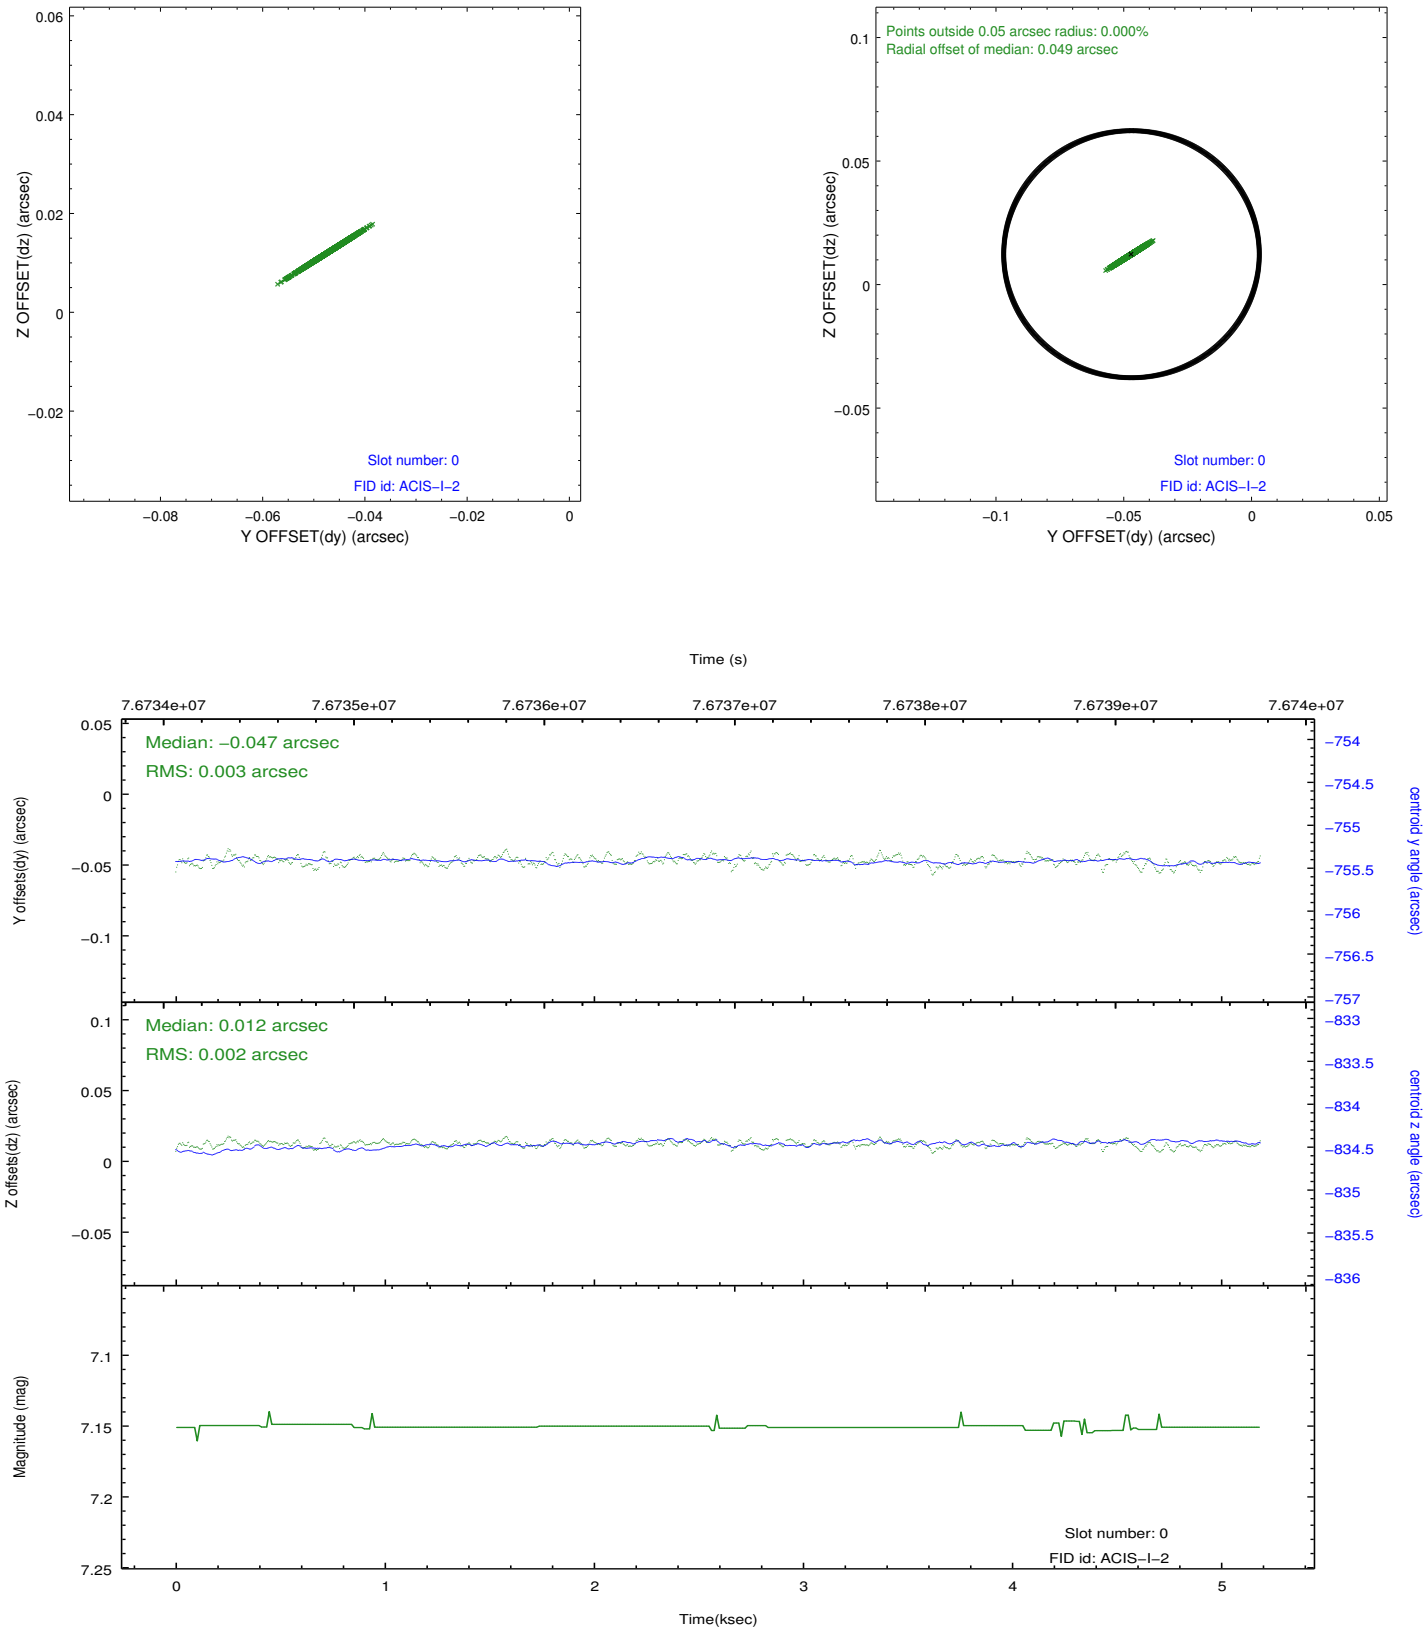 0.06
0.04
0.02
0
−0.02
Z OFFSET(dz) (arcsec)
Slot number: 0
FID id: ACIS−I−2
−0.08
−0.06
−0.04
−0.02
0
Y OFFSET(dy) (arcsec)
Points outside 0.05 arcsec radius: 0.000%
Radial offset of median: 0.049 arcsec
0.1
0.05
0
−0.05
Z OFFSET(dz) (arcsec)
Slot number: 0
FID id: ACIS−I−2
−0.1
−0.05
0
0.05
Y OFFSET(dy) (arcsec)
Time (s)
7.6734e+07
7.6735e+07
7.6736e+07
7.6737e+07
7.6738e+07
7.6739e+07
7.674e+07
Median: −0.047 arcsec
RMS: 0.003 arcsec
0.05
0
−0.05
−0.1
Y offsets(dy) (arcsec)
−754
−754.5
−755
−755.5
−756
−756.5
−757
centroid y angle (arcsec)
Median: 0.012 arcsec
RMS: 0.002 arcsec
0.1
0.05
0
−0.05
Z offsets(dz) (arcsec)
−833
−833.5
−834
−834.5
−835
−835.5
−836
centroid z angle (arcsec)
7.1
7.15
7.2
7.25
Magnitude (mag)
Slot number: 0
FID id: ACIS−I−2
0
1
2
3
4
5
Time(ksec)